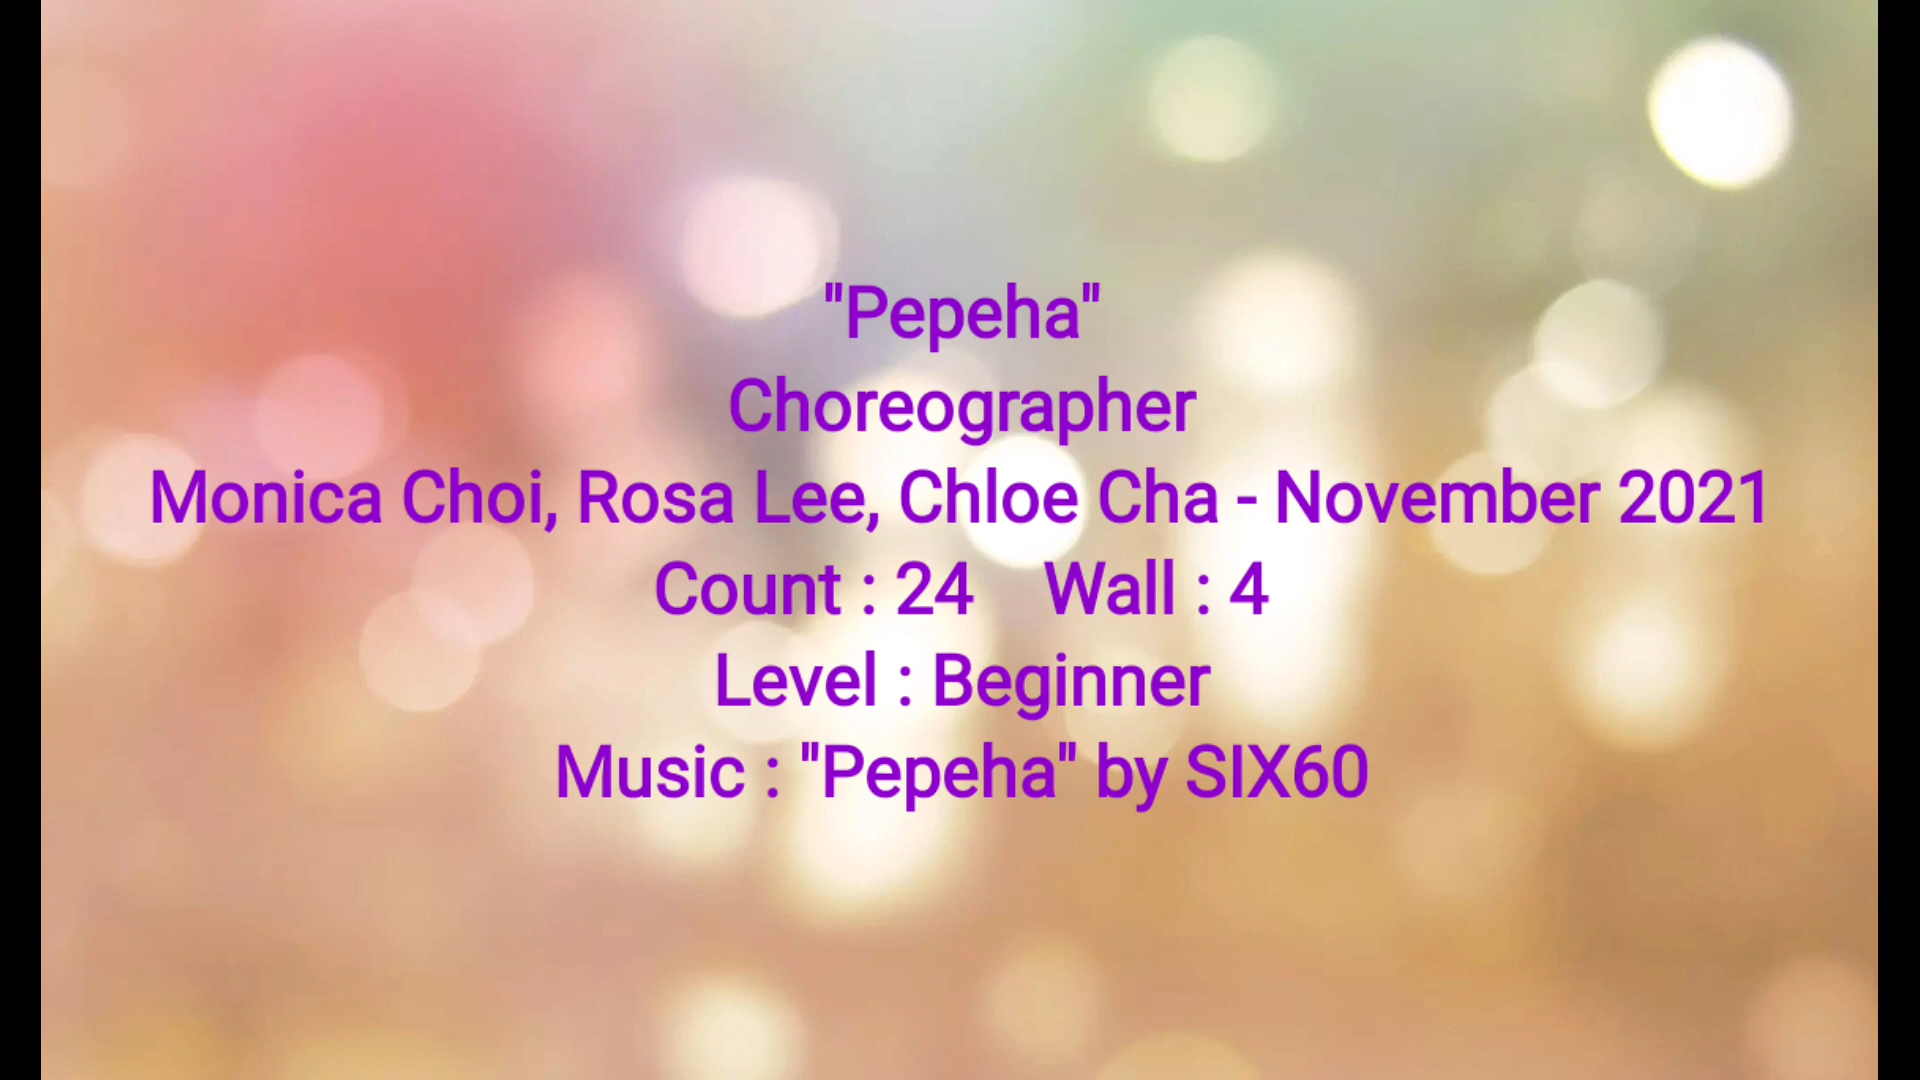 "Pepeha"
Choreographer
Monica Choi, Rosa Lee, Chloe Cha - November 2021
Count : 24    Wall : 4
Level : Beginner
Music : "Pepeha" by SIX60